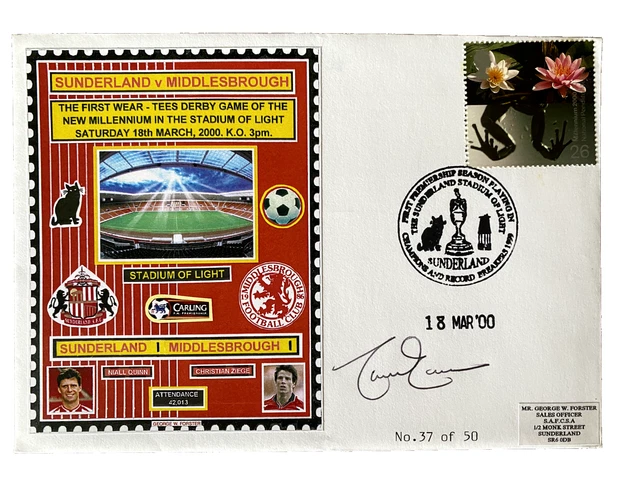 SUNDERLAND v MIDDLESBROUGH
THE FIRST WEAR - TEES DERBY GAME OF THE
NEW MILLENNIUM IN THE STADIUM OF LIGHT
SATURDAY 18th MARCH, 2000. K.O. 3pm.
STADIUM OF LIGHT
SUNDERLAND A.F.C.
CARLING
MIDDLESBROUGH
FOOTBALL CLUB
SUNDERLAND 1 MIDDLESBROUGH 1
NIALL QUINN
CHRISTIAN ZIEGE
ATTENDANCE
42,013
GEORGE W. FORSTER
26
FIRST PREMIERSHIP SEASON PLAYING IN
THE SUNDERLAND STADIUM OF LIGHT
SUNDERLAND
CHAMPIONS AND RECORD BREAKERS 1999
18 MAR '00
No.37 of 50
MR. GEORGE W. FORSTER
SALES OFFICER
S.A.F.C.S.A
1/2 MONK STREET
SUNDERLAND
SR6 0DB